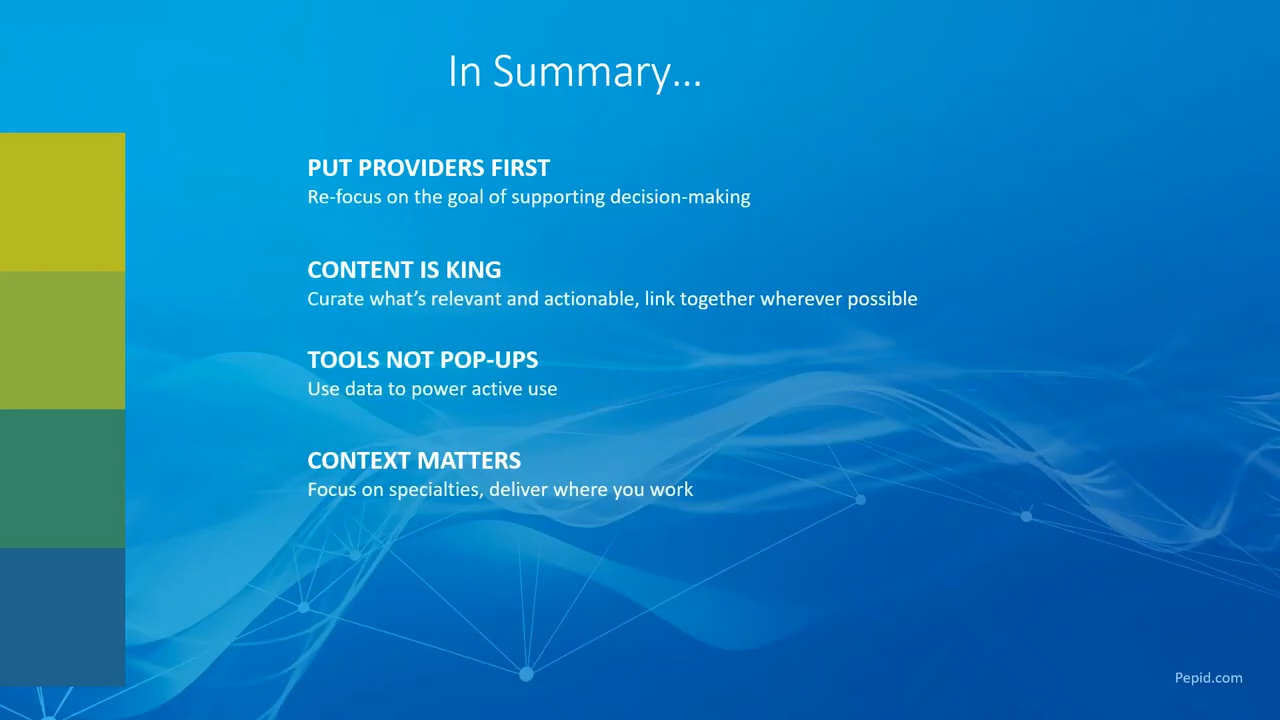 In Summary...
PUT PROVIDERS FIRST
Re-focus on the goal of supporting decision-making
CONTENT IS KING
Curate what’s relevant and actionable, link together wherever possible
TOOLS NOT POP-UPS
Use data to power active use
CONTEXT MATTERS
Focus on specialties, deliver where you work
Pepid.com